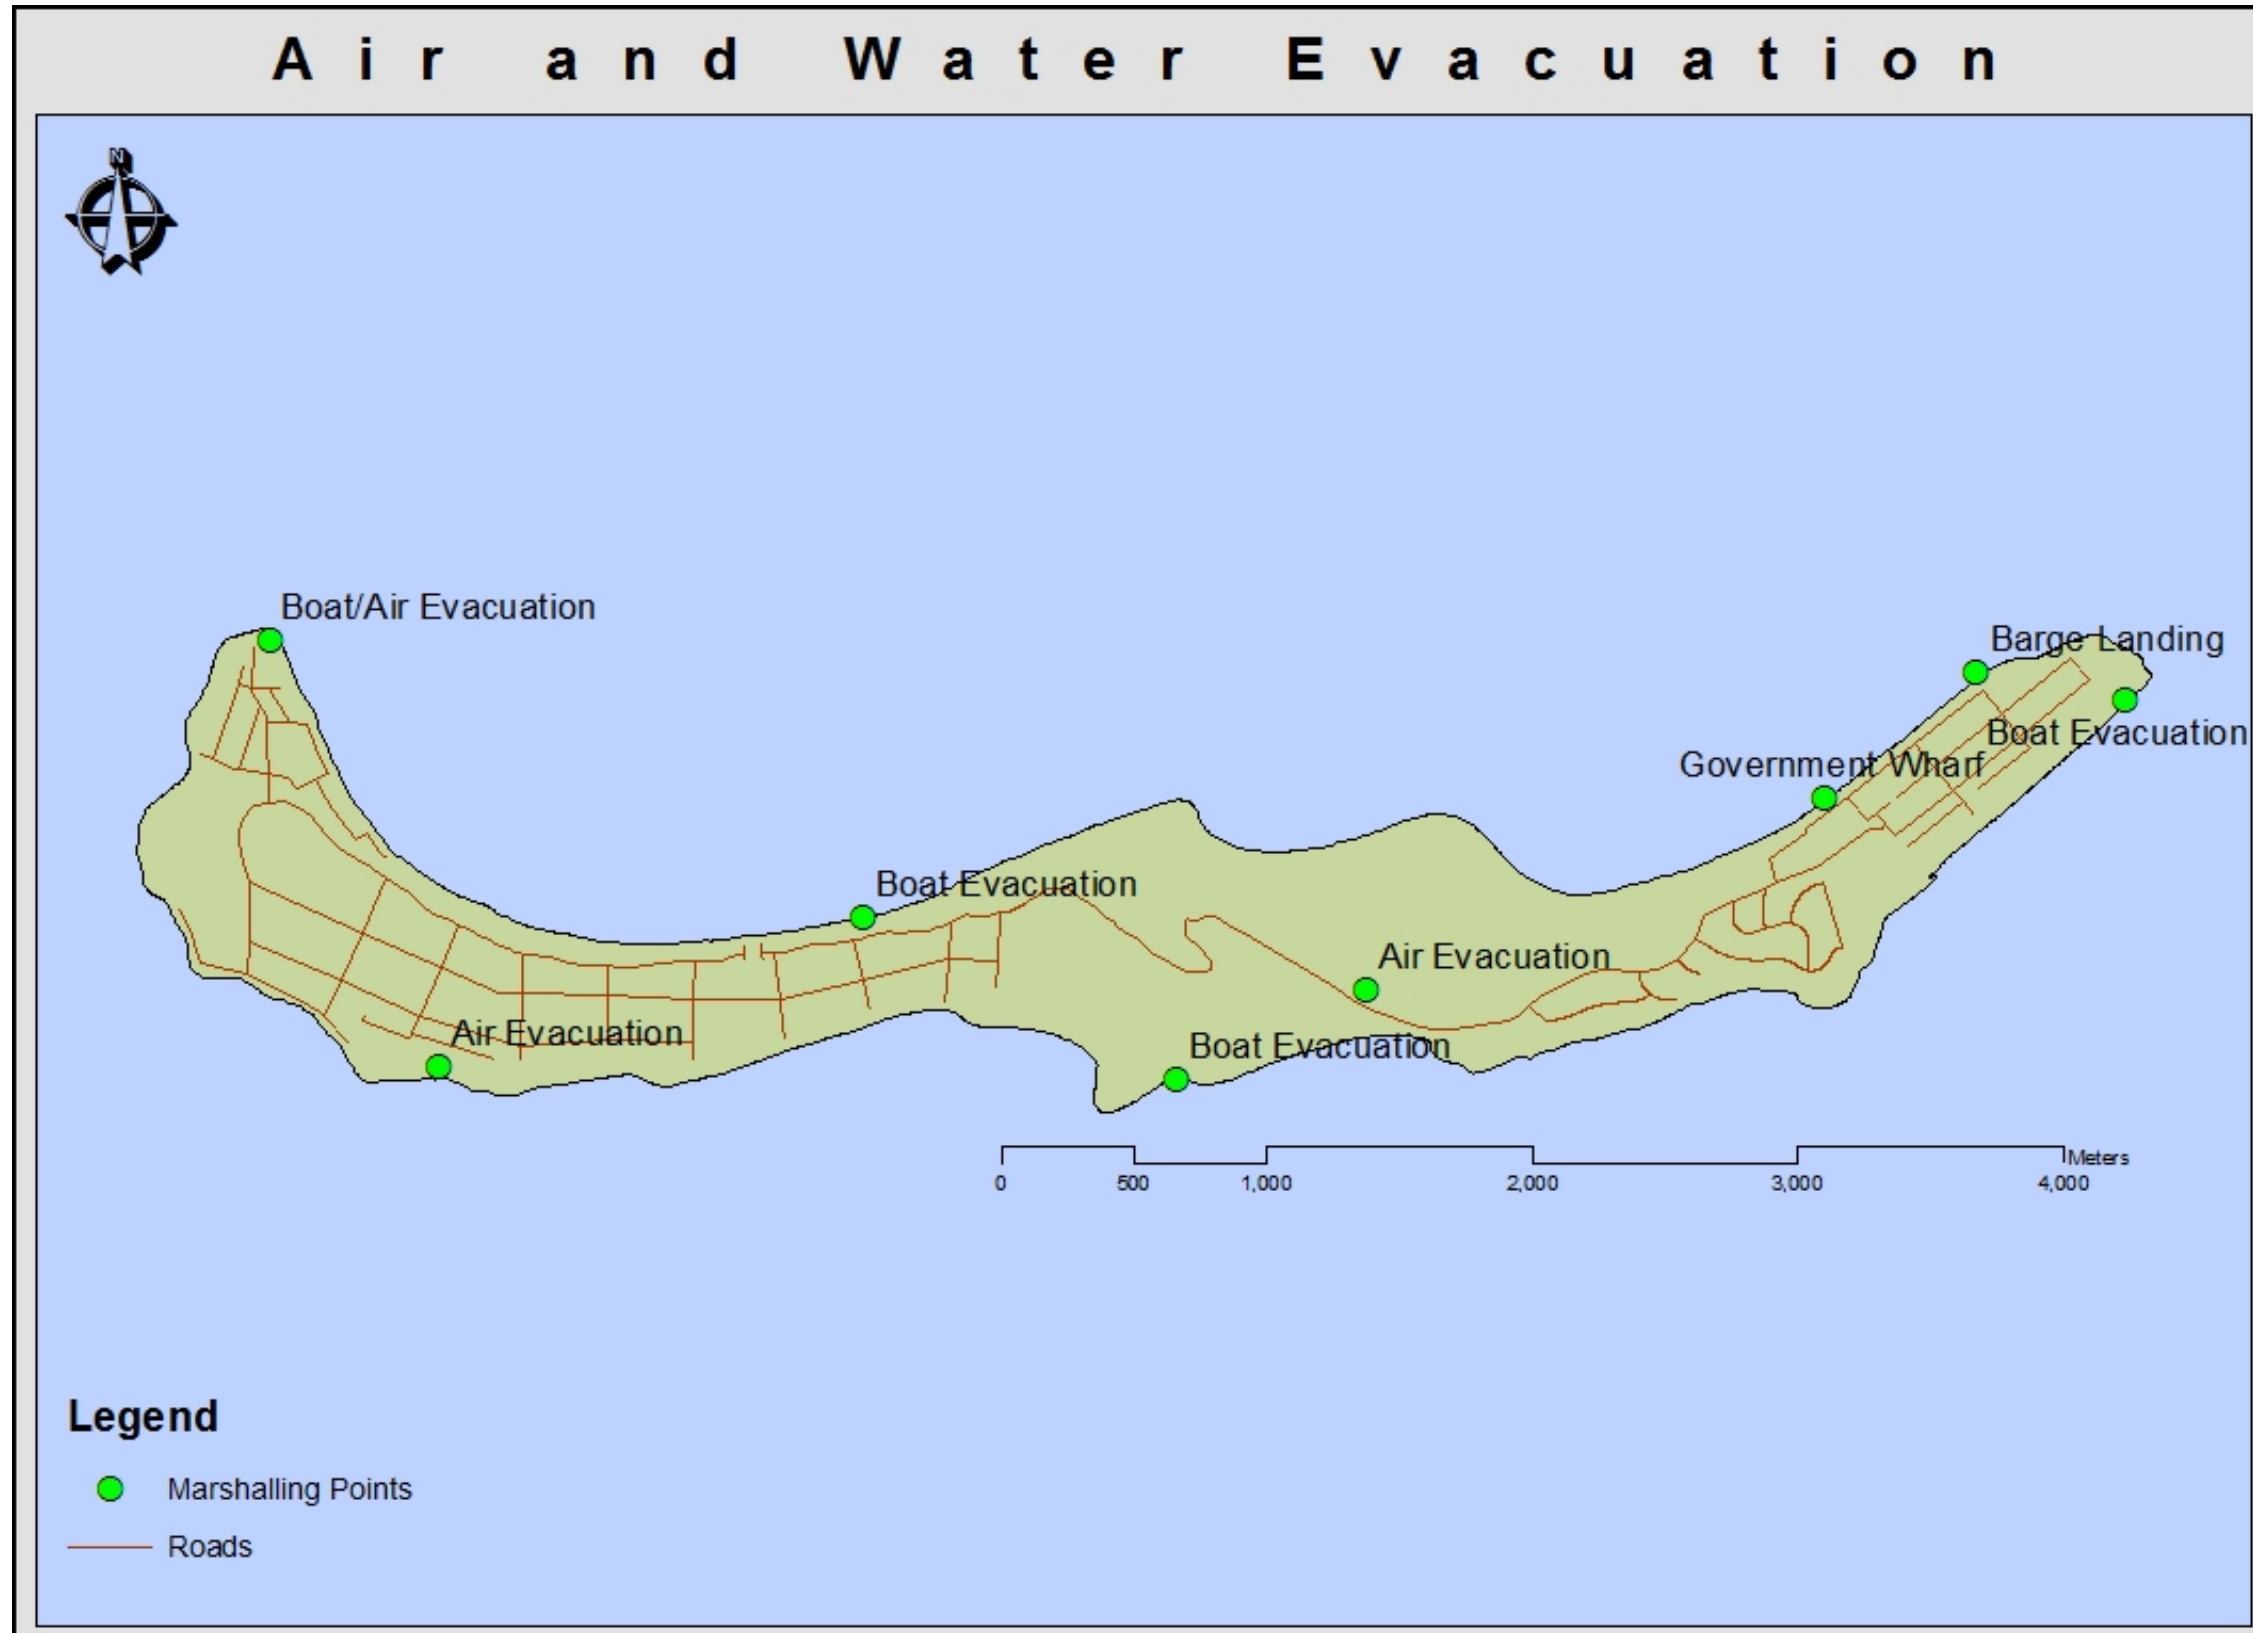 Air and Water Evacuation
N
Boat/Air Evacuation
Barge Landing
Boat Evacuation
Government Wharf
Boat Evacuation
Air Evacuation
Air Evacuation
Boat Evacuation
Meters
0 500 1,000 2,000 3,000 4,000
Legend
Marshalling Points
Roads